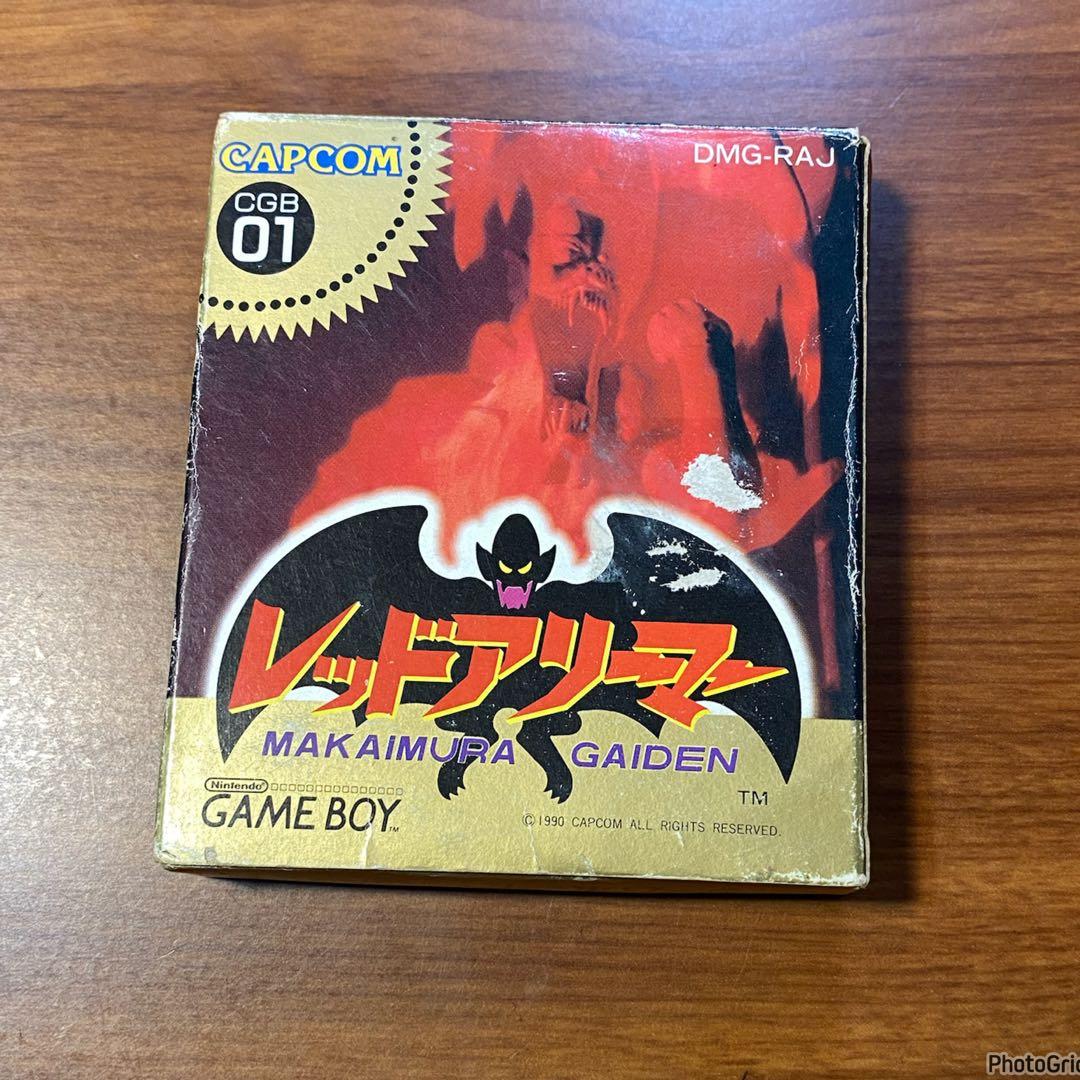 CAPCOM
CGB
01
DMG-RAJ
レッドアリーマー
MAKAIMURA GAIDEN
TM
Nintendo®
GAME BOY™
©1990 CAPCOM ALL RIGHTS RESERVED.
PhotoGrid